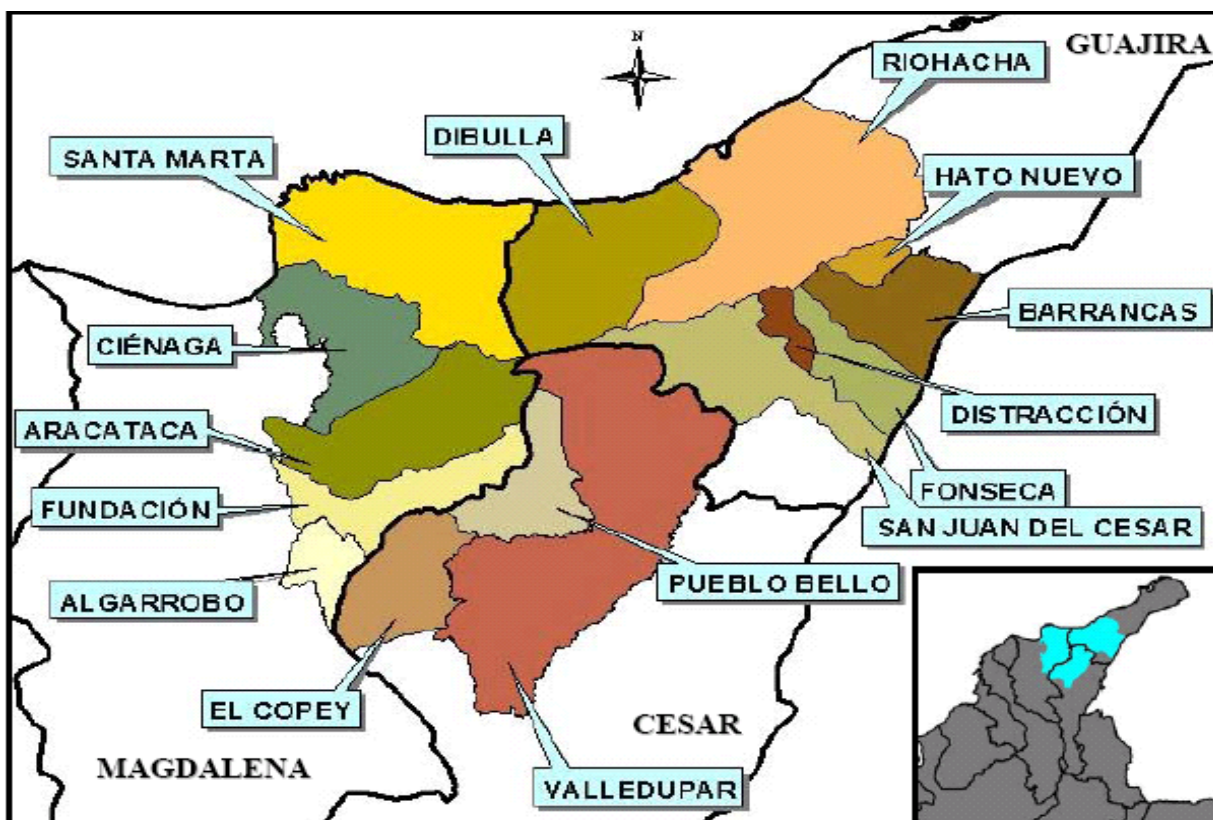 N
GUAJIRA
RIOHACHA
DIBULLA
SANTA MARTA
HATO NUEVO
BARRANCAS
CIÉNAGA
DISTRACCIÓN
ARACATACA
FONSECA
FUNDACIÓN
SAN JUAN DEL CESAR
PUEBLO BELLO
ALGARROBO
EL COPEY
CESAR
MAGDALENA
VALLEDUPAR